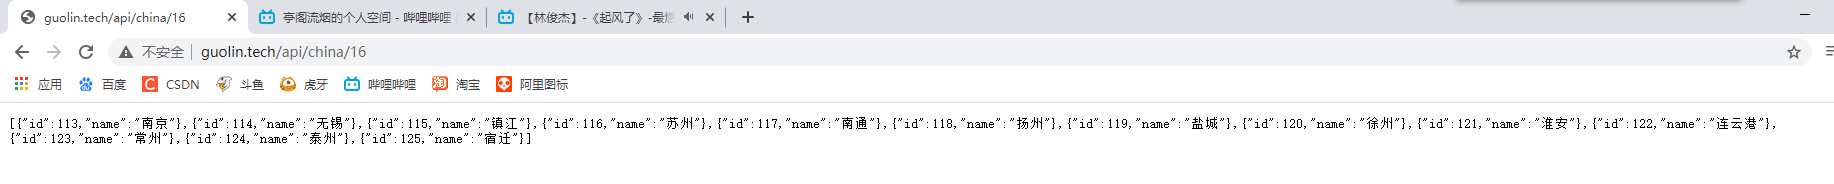 guolin.tech/api/china/16
亭阁流烟的个人空间 - 哔哩哔哩
【林俊杰】-《起风了》-最燃
不安全 guolin.tech/api/china/16
应用 百度 CSDN 斗鱼 虎牙 哔哩哔哩 淘宝 阿里图标
[{"id":113,"name":"南京"},{"id":114,"name":"无锡"},{"id":115,"name":"镇江"},{"id":116,"name":"苏州"},{"id":117,"name":"南通"},{"id":118,"name":"扬州"},{"id":119,"name":"盐城"},{"id":120,"name":"徐州"},{"id":121,"name":"淮安"},{"id":122,"name":"连云港"},
{"id":123,"name":"常州"},{"id":124,"name":"泰州"},{"id":125,"name":"宿迁"}]